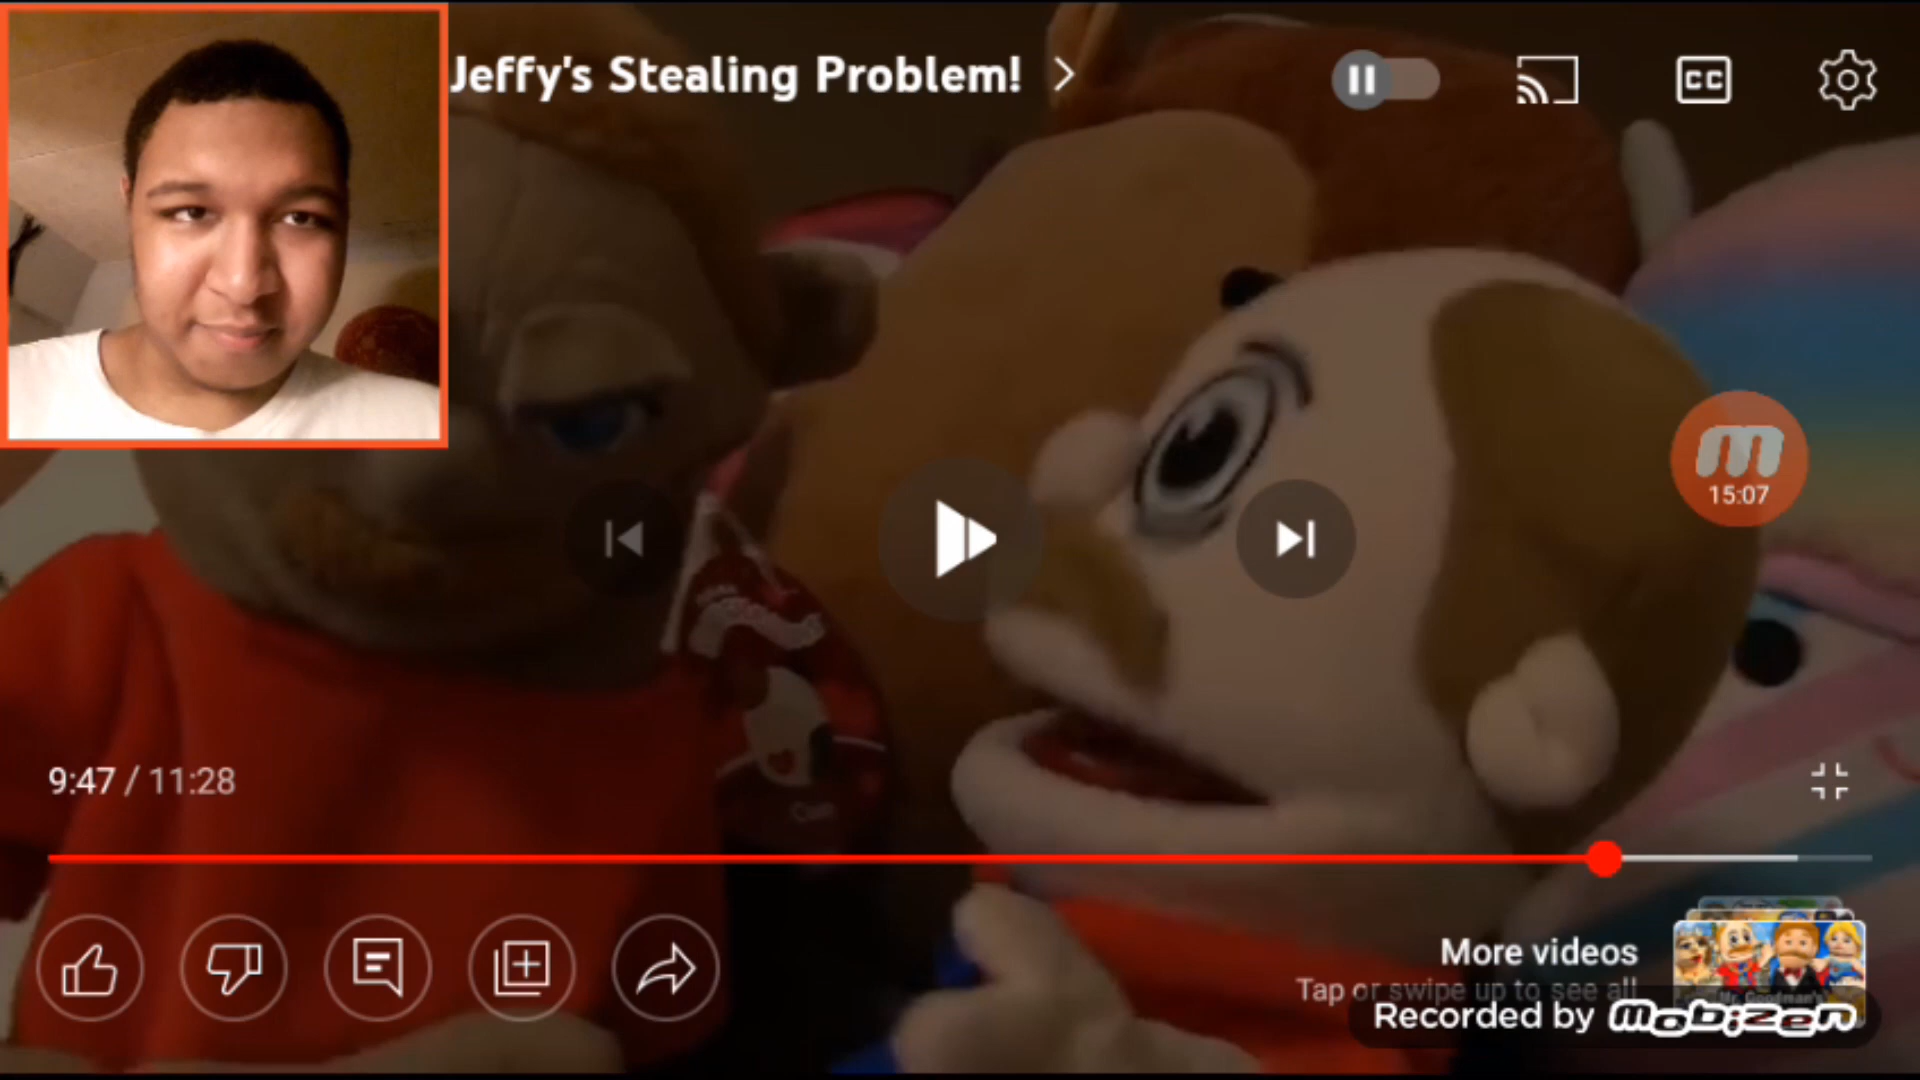 Jeffy's Stealing Problem!
CC
15:07
9:47 / 11:28
More videos
Tap or swipe up to see all
Recorded by mobizen